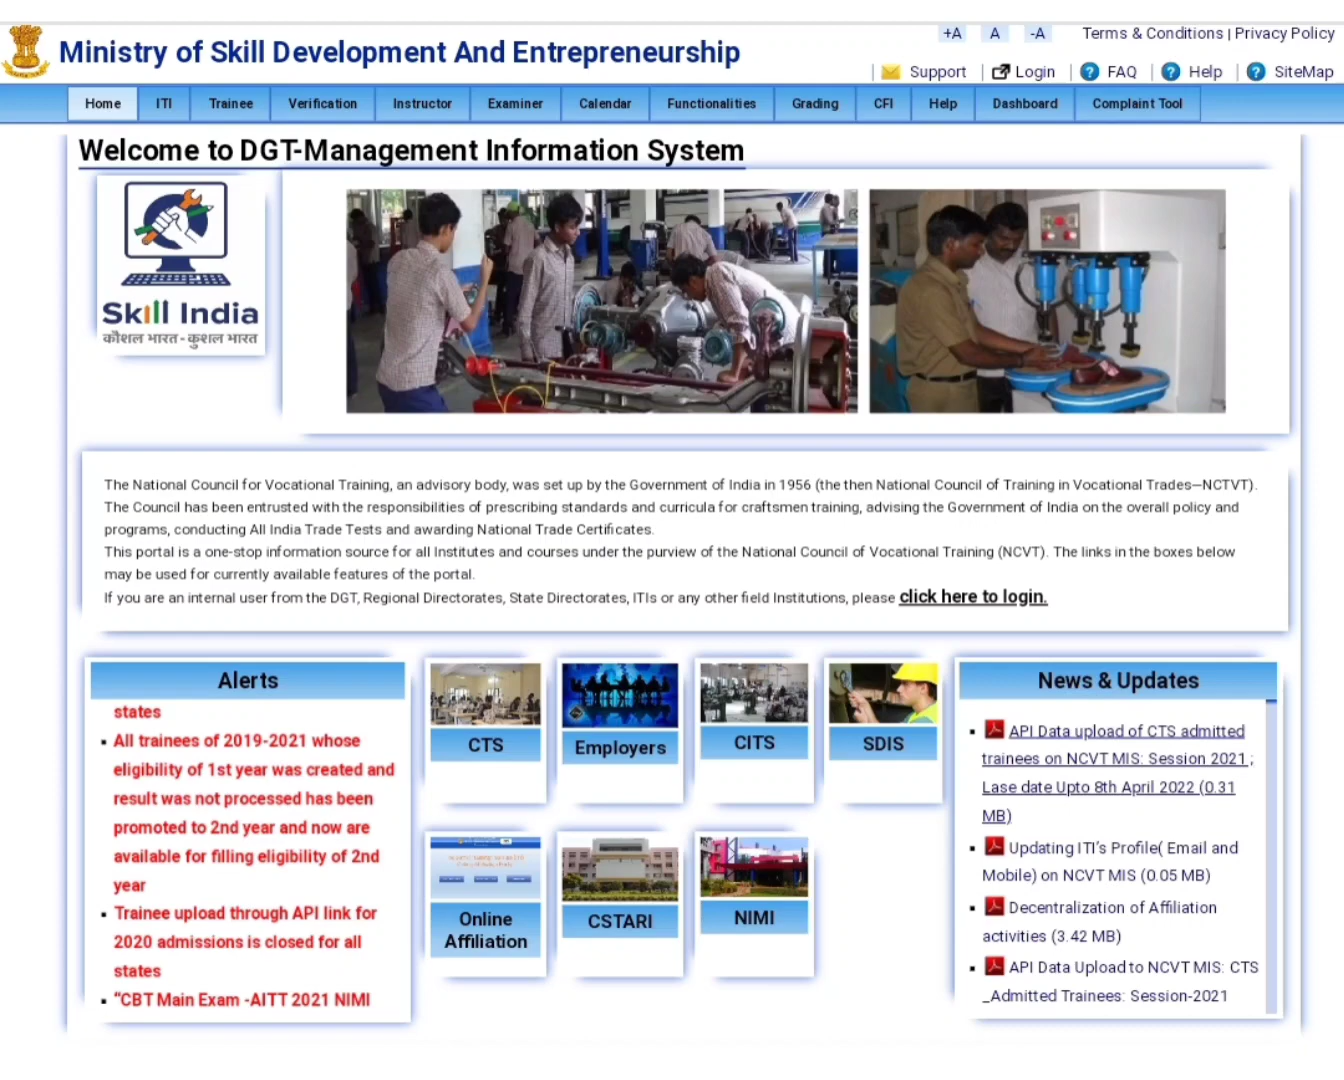 +A A -A Terms & Conditions | Privacy Policy
Ministry of Skill Development And Entrepreneurship
| Support | Login | FAQ | Help | SiteMap
Home ITI Trainee Verification Instructor Examiner Calendar Functionalities Grading CFI Help Dashboard Complaint Tool
Welcome to DGT-Management Information System
Skill India
कौशल भारत - कुशल भारत
The National Council for Vocational Training, an advisory body, was set up by the Government of India in 1956 (the then National Council of Training in Vocational Trades—NCTVT).
The Council has been entrusted with the responsibilities of prescribing standards and curricula for craftsmen training, advising the Government of India on the overall policy and
programs, conducting All India Trade Tests and awarding National Trade Certificates.
This portal is a one-stop information source for all Institutes and courses under the purview of the National Council of Vocational Training (NCVT). The links in the boxes below
may be used for currently available features of the portal.
If you are an internal user from the DGT, Regional Directorates, State Directorates, ITIs or any other field Institutions, please click here to login.
Alerts
states
All trainees of 2019-2021 whose
eligibility of 1st year was created and
result was not processed has been
promoted to 2nd year and now are
available for filling eligibility of 2nd
year
Trainee upload through API link for
2020 admissions is closed for all
states
“CBT Main Exam -AITT 2021 NIMI
CTS
Employers
CITS
SDIS
Online
Affiliation
CSTARI
NIMI
News & Updates
API Data upload of CTS admitted
trainees on NCVT MIS: Session 2021 ;
Lase date Upto 8th April 2022 (0.31
MB)
Updating ITI's Profile( Email and
Mobile) on NCVT MIS (0.05 MB)
Decentralization of Affiliation
activities (3.42 MB)
API Data Upload to NCVT MIS: CTS
_Admitted Trainees: Session-2021